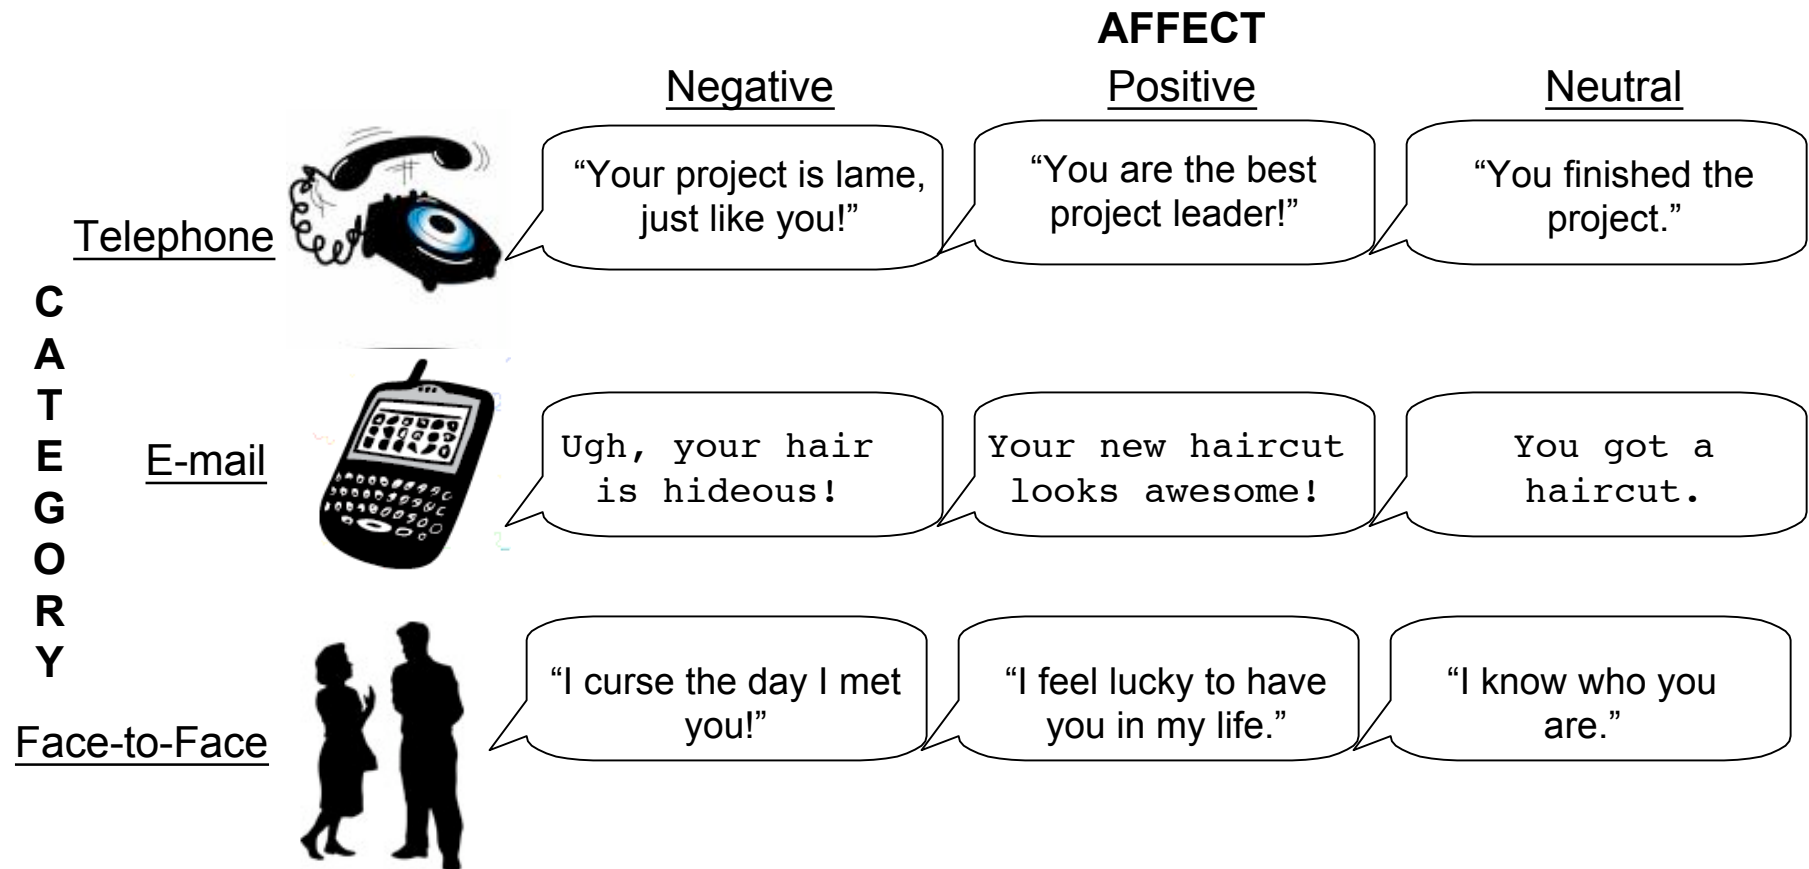 AFFECT
Negative
Positive
Neutral
Telephone
“Your project is lame,
just like you!”
“You are the best
project leader!”
“You finished the
project.”
CATEGORY
E-mail
Ugh, your hair
is hideous!
Your new haircut
looks awesome!
You got a
haircut.
Face-to-Face
“I curse the day I met
you!”
“I feel lucky to have
you in my life.”
“I know who you
are.”